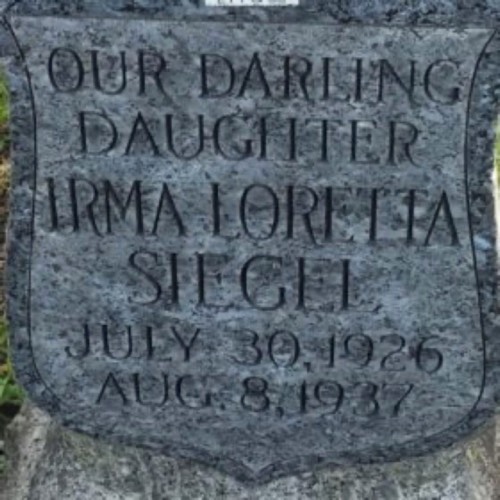 OUR DARLING
DAUGHTER
IRMA LORETTA
SIEGEL
JULY 30, 1926
AUG. 8, 1937